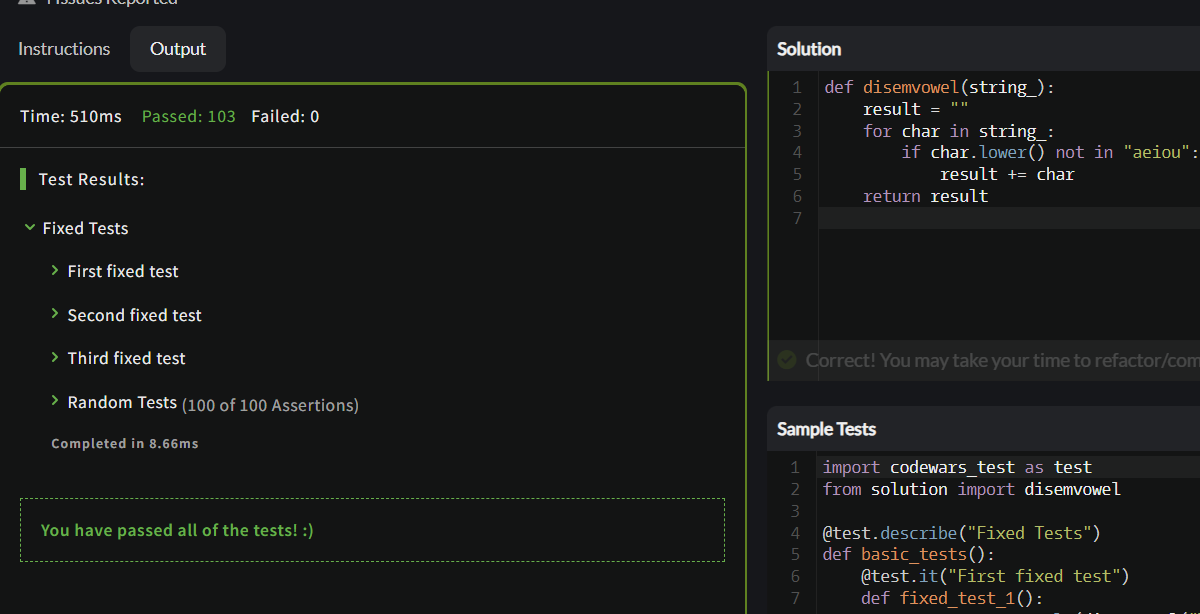 Issues Reported
Instructions
Output
Time: 510ms Passed: 103 Failed: 0
Test Results:
Fixed Tests
First fixed test
Second fixed test
Third fixed test
Random Tests (100 of 100 Assertions)
Completed in 8.66ms
You have passed all of the tests! :)
Solution
1 def disemvowel(string_):
2     result = ""
3     for char in string_:
4         if char.lower() not in "aeiou":
5             result += char
6     return result
7
Correct! You may take your time to refactor/com
Sample Tests
1 import codewars_test as test
2 from solution import disemvowel
3
4 @test.describe("Fixed Tests")
5 def basic_tests():
6     @test.it("First fixed test")
7     def fixed_test_1():